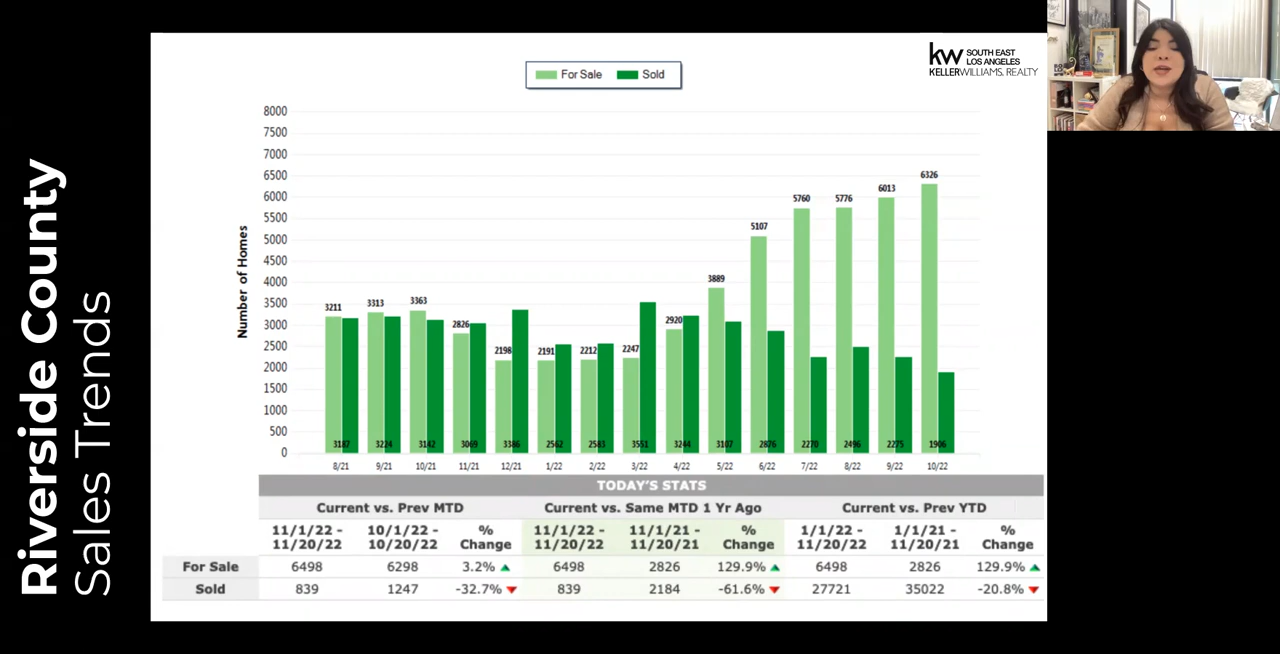 Riverside County
Sales Trends
kw SOUTH EAST
LOS ANGELES
KELLERWILLIAMS. REALTY
For Sale Sold
Number of Homes
8000
7500
7000
6500
6000
5500
5000
4500
4000
3500
3000
2500
2000
1500
1000
500
0
3211 3313 3363 2826 2198 2191 2212 2247 2920 3889 5107 5760 5776 6013 6326
3187 3224 3142 3069 3386 2562 2583 3551 3244 3107 2876 2270 2496 2275 1906
8/21 9/21 10/21 11/21 12/21 1/22 2/22 3/22 4/22 5/22 6/22 7/22 8/22 9/22 10/22
TODAY'S STATS
Current vs. Prev MTD Current vs. Same MTD 1 Yr Ago Current vs. Prev YTD
11/1/22 - 10/1/22 - % 11/1/22 - 11/1/21 - % 1/1/22 - 1/1/21 - %
11/20/22 10/20/22 Change 11/20/22 11/20/21 Change 11/20/22 11/20/21 Change
For Sale 6498 6298 3.2% 6498 2826 129.9% 6498 2826 129.9%
Sold 839 1247 -32.7% 839 2184 -61.6% 27721 35022 -20.8%